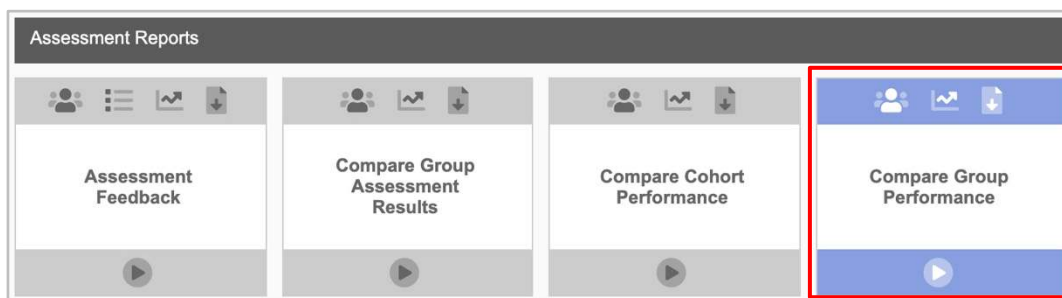 Assessment Reports
Assessment
Feedback
Compare Group
Assessment
Results
Compare Cohort
Performance
Compare Group
Performance